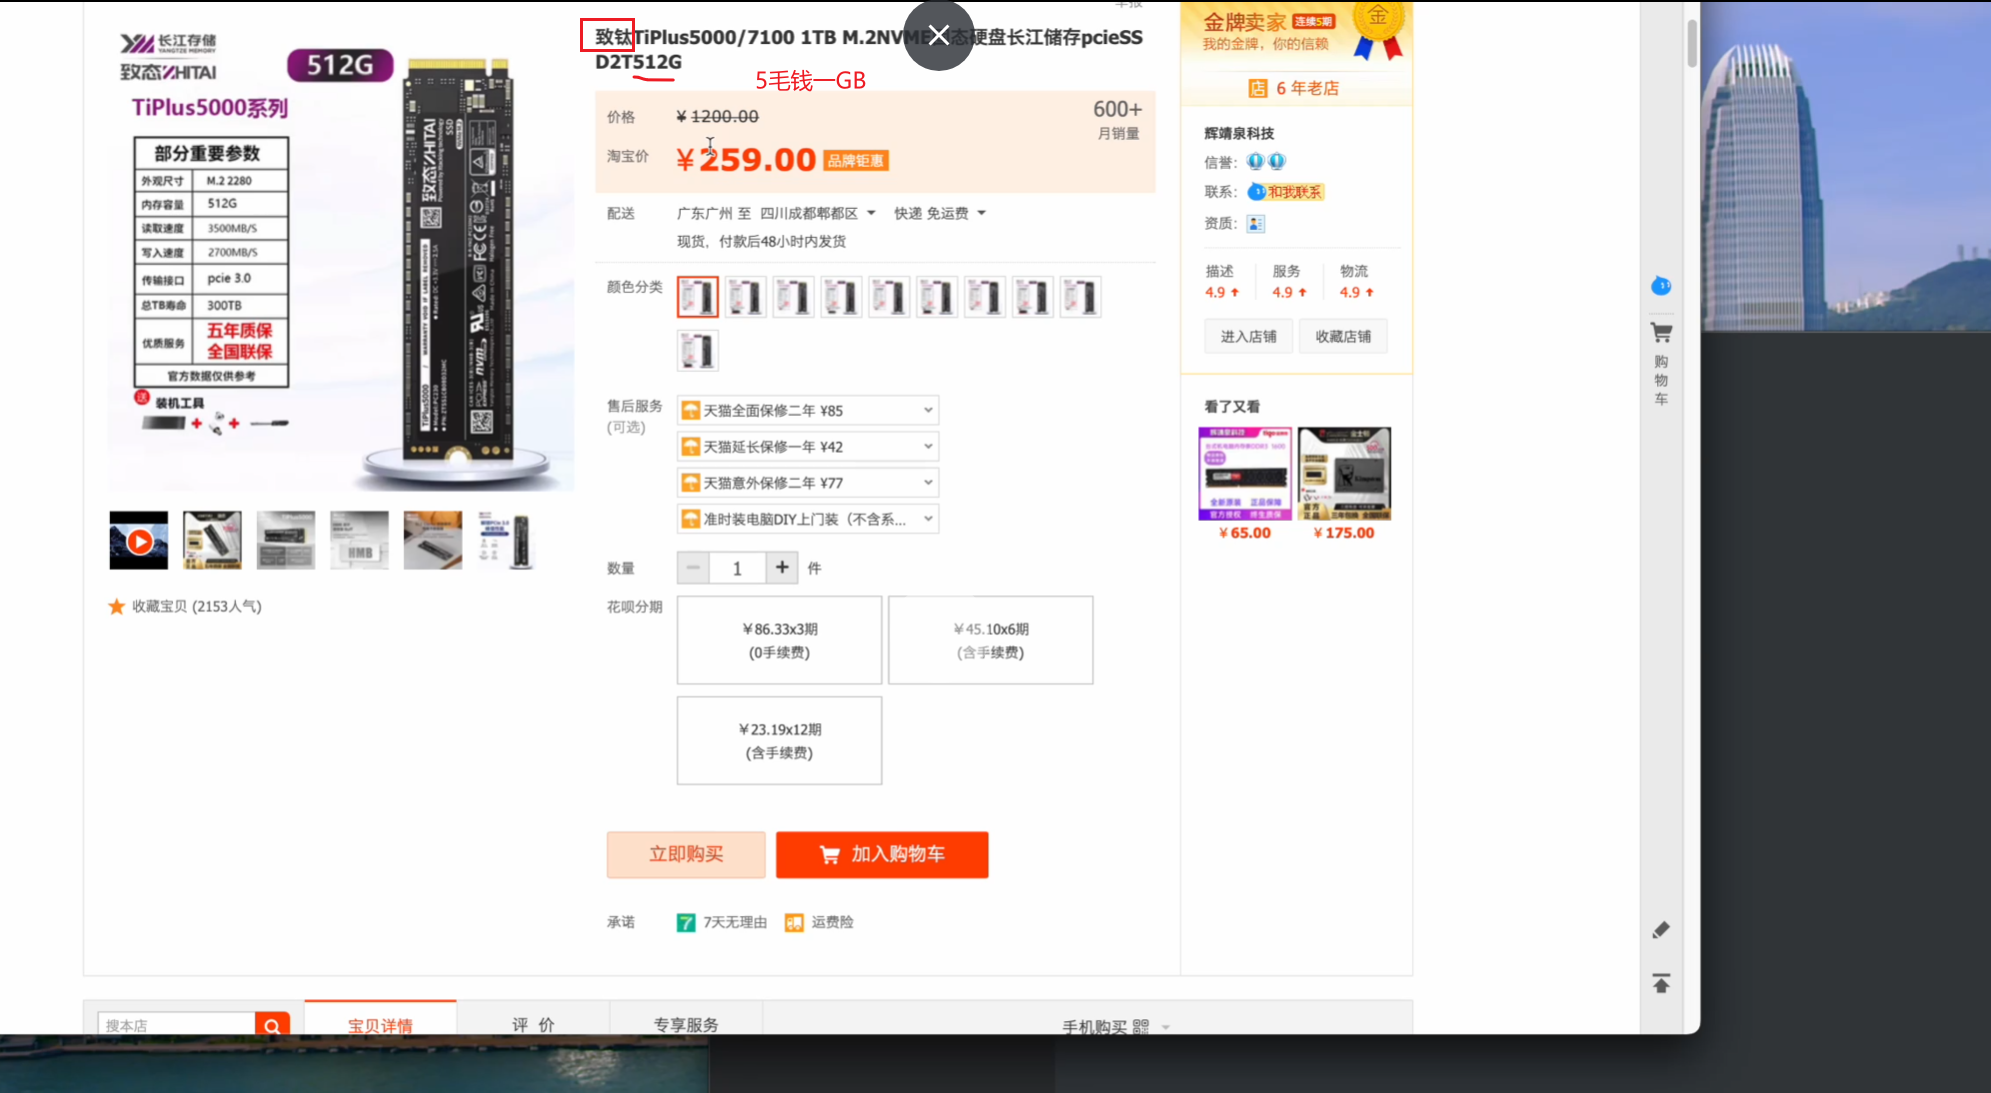 长江存储
YANGTZE MEMORY
致态ZHITAI
512G
TiPlus5000系列
部分重要参数
外观尺寸 M.2 2280
内存容量 512G
读取速度 3500MB/S
写入速度 2700MB/S
传输接口 pcie 3.0
总TB寿命 300TB
优质服务 五年质保
全国联保
官方数据仅供参考
送 装机工具
收藏宝贝 (2153人气)
致钛TiPlus5000/7100 1TB M.2NVME 态硬盘长江储存pcieSS
D2T512G
5毛钱一GB
价格 ¥ 1200.00
600+
月销量
淘宝价 ¥259.00 品牌钜惠
配送 广东广州 至 四川成都郫都区 快递 免运费
现货，付款后48小时内发货
颜色分类
售后服务
(可选)
天猫全面保修二年 ¥85
天猫延长保修一年 ¥42
天猫意外保修二年 ¥77
准时装电脑DIY上门装（不含系...
数量 1 件
花呗分期
¥86.33x3期
(0手续费)
¥45.10x6期
(含手续费)
¥23.19x12期
(含手续费)
立即购买
加入购物车
承诺 7天无理由 运费险
金牌卖家 连续5期
金
我的金牌，你的信赖
店 6 年老店
辉靖泉科技
信誉：
联系： 和我联系
资质：
描述 服务 物流
4.9 4.9 4.9
进入店铺 收藏店铺
看了又看
¥65.00 ¥175.00
购物车
搜本店
宝贝详情 评 价 专享服务 手机购买